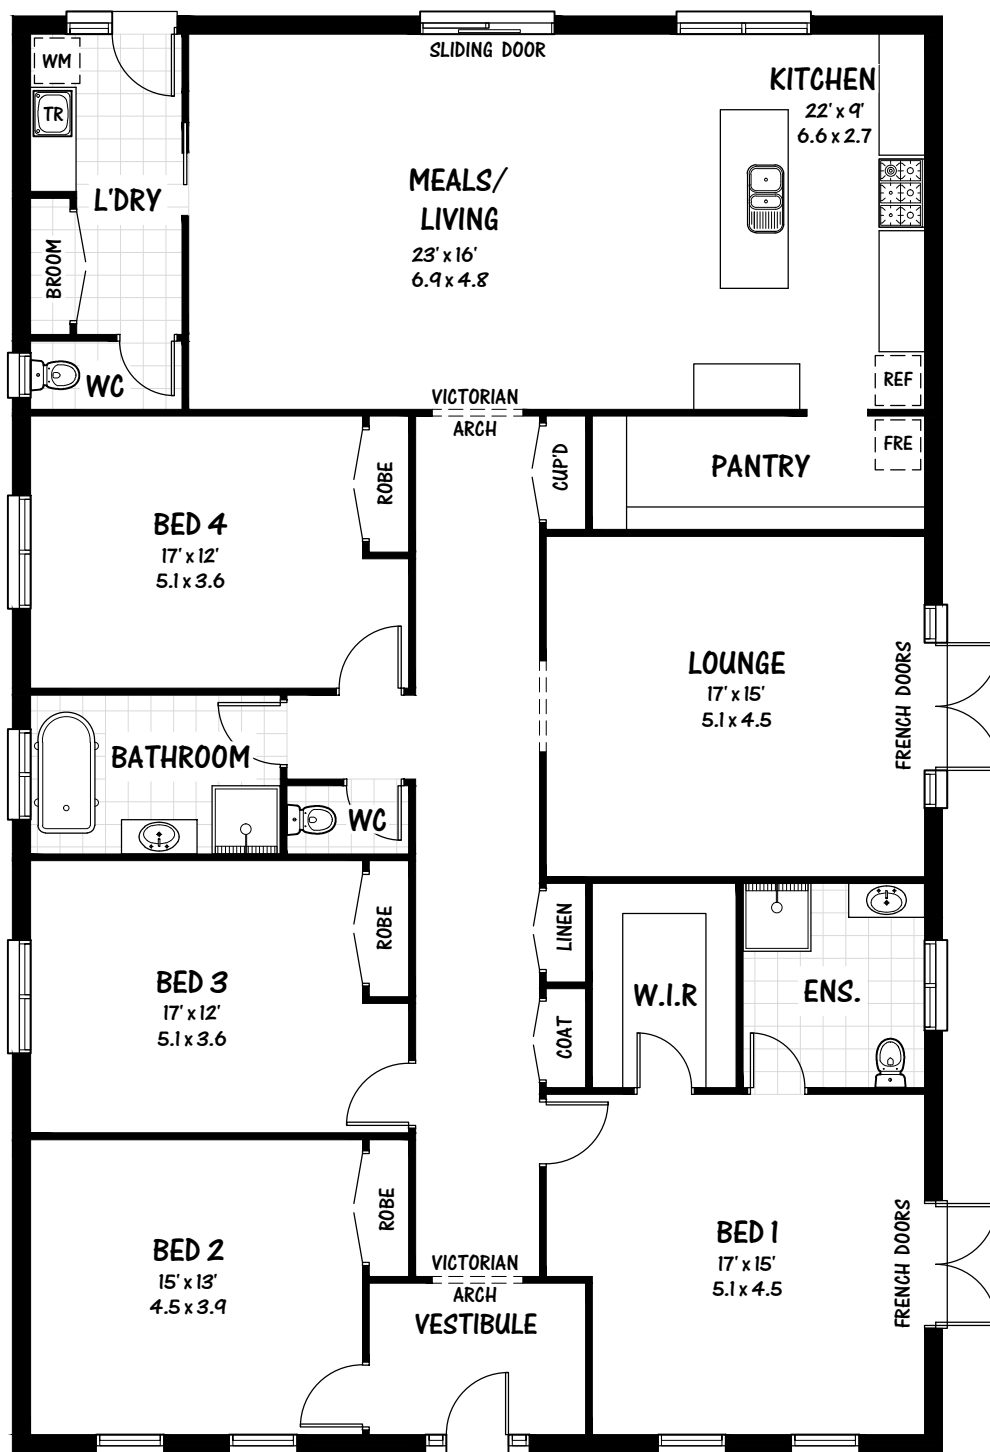 SLIDING DOOR
WM
KITCHEN
22' x 9'
6.6 x 2.7
TR
L'DRY
MEALS/
LIVING
23' x 16'
6.9 x 4.8
BROOM
WC
REF
VICTORIAN
ARCH
FRE
ROBE
CUP'D
PANTRY
BED 4
17' x 12'
5.1 x 3.6
LOUNGE
17' x 15'
5.1 x 4.5
FRENCH DOORS
BATHROOM
WC
ROBE
LINEN
BED 3
17' x 12'
5.1 x 3.6
W.I.R
ENS.
COAT
ROBE
BED 2
15' x 13'
4.5 x 3.9
BED 1
17' x 15'
5.1 x 4.5
FRENCH DOORS
VICTORIAN
ARCH
VESTIBULE